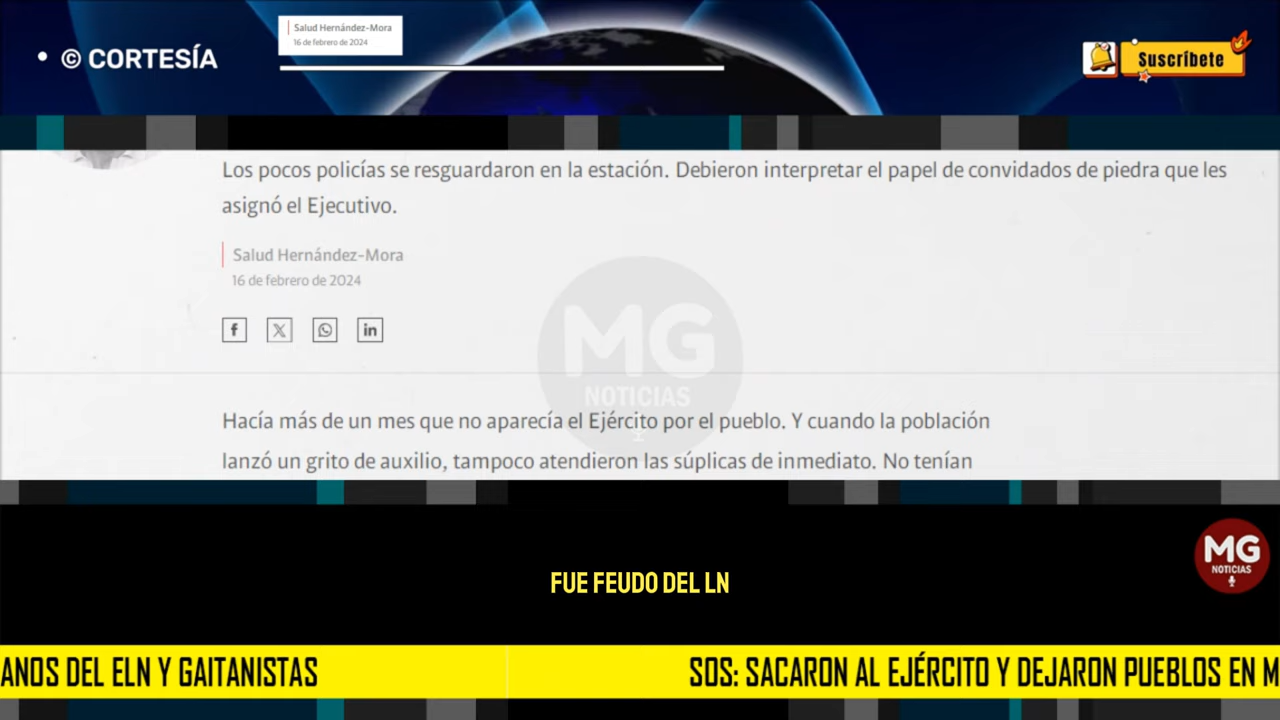 Salud Hernández-Mora
16 de febrero de 2024
• © CORTESÍA
Suscríbete
Los pocos policías se resguardaron en la estación. Debieron interpretar el papel de convidados de piedra que les
asignó el Ejecutivo.
Salud Hernández-Mora
16 de febrero de 2024
MG
NOTICIAS
Hacía más de un mes que no aparecía el Ejército por el pueblo. Y cuando la población
lanzó un grito de auxilio, tampoco atendieron las súplicas de inmediato. No tenían
MG
NOTICIAS
FUE FEUDO DEL LN
ANOS DEL ELN Y GAITANISTAS SOS: SACARON AL EJÉRCITO Y DEJARON PUEBLOS EN M